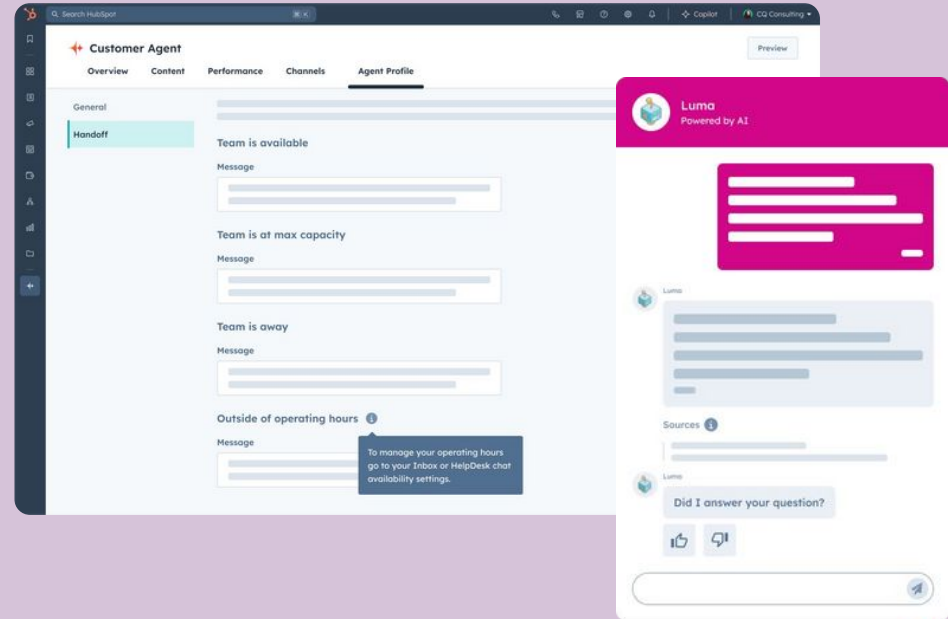 Search HubSpot
⌘ K
Copilot
CQ Consulting
Customer Agent
Preview
Overview Content Performance Channels Agent Profile
General
Handoff
Team is available
Message
Team is at max capacity
Message
Team is away
Message
Outside of operating hours
Message
To manage your operating hours
go to your Inbox or HelpDesk chat
availability settings.
Luma
Powered by AI
Luma
Sources
Luma
Did I answer your question?